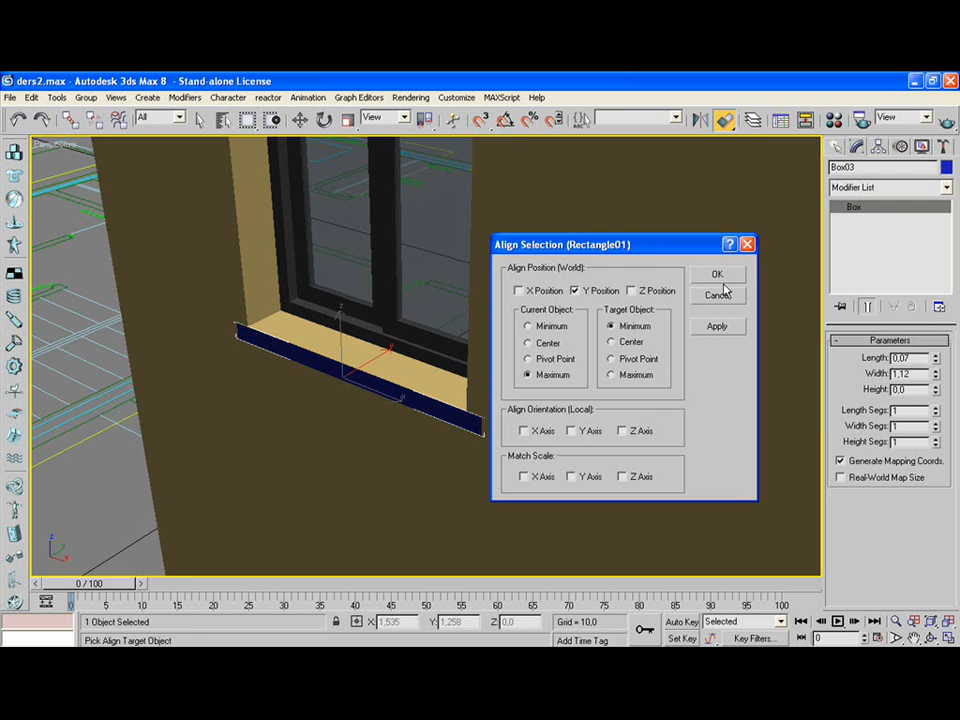 ders2.max - Autodesk 3ds Max 8 - Stand-alone License
File Edit Tools Group Views Create Modifiers Character reactor Animation Graph Editors Rendering Customize MAXScript Help
All View View
Perspective
Box03
Modifier List
Box
Align Selection (Rectangle01)
Align Position (World):
X Position Y Position Z Position
Current Object: Target Object:
Minimum Minimum
Center Center
Pivot Point Pivot Point
Maximum Maximum
Align Orientation (Local):
X Axis Y Axis Z Axis
Match Scale:
X Axis Y Axis Z Axis
OK
Cancel
Apply
Parameters
Length: 0,07
Width: 1,12
Height: 0,0
Length Segs: 1
Width Segs: 1
Height Segs: 1
Generate Mapping Coords.
Real-World Map Size
z
x
z
x
0 / 100
0 5 10 15 20 25 30 35 40 45 50 55 60 65 70 75 80 85 90 95 100
1 Object Selected X: 1,535 Y: 1,258 Z: 0,0 Grid = 10,0 Auto Key Selected
Pick Align Target Object Add Time Tag Set Key Key Filters... 0